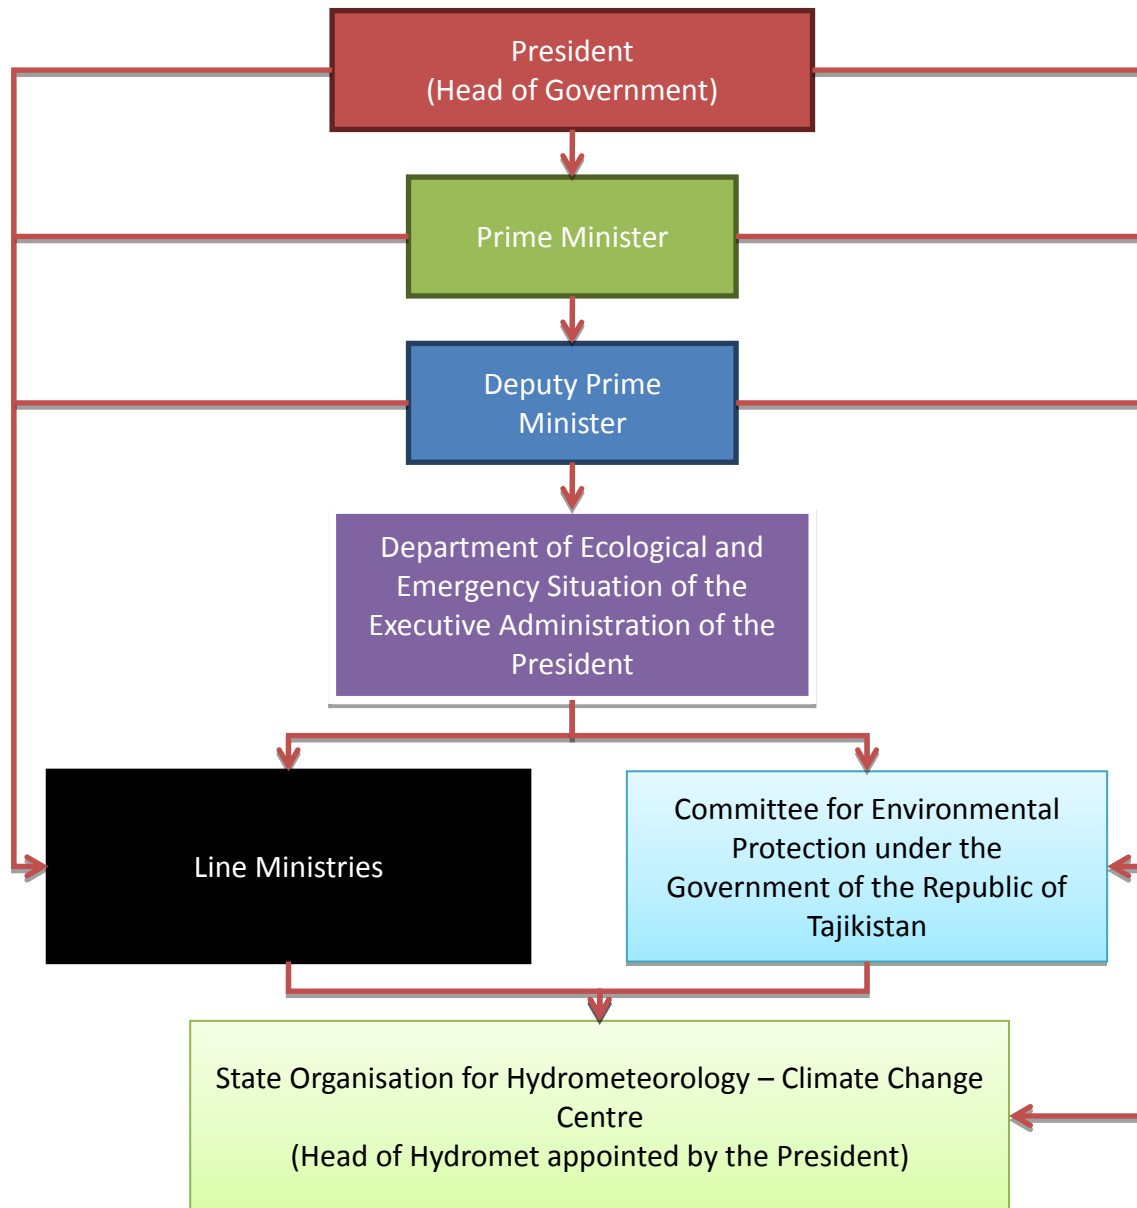 President
(Head of Government)
Prime Minister
Deputy Prime
Minister
Department of Ecological and
Emergency Situation of the
Executive Administration of the
President
Line Ministries
Committee for Environmental
Protection under the
Government of the Republic of
Tajikistan
State Organisation for Hydrometeorology – Climate Change
Centre
(Head of Hydromet appointed by the President)